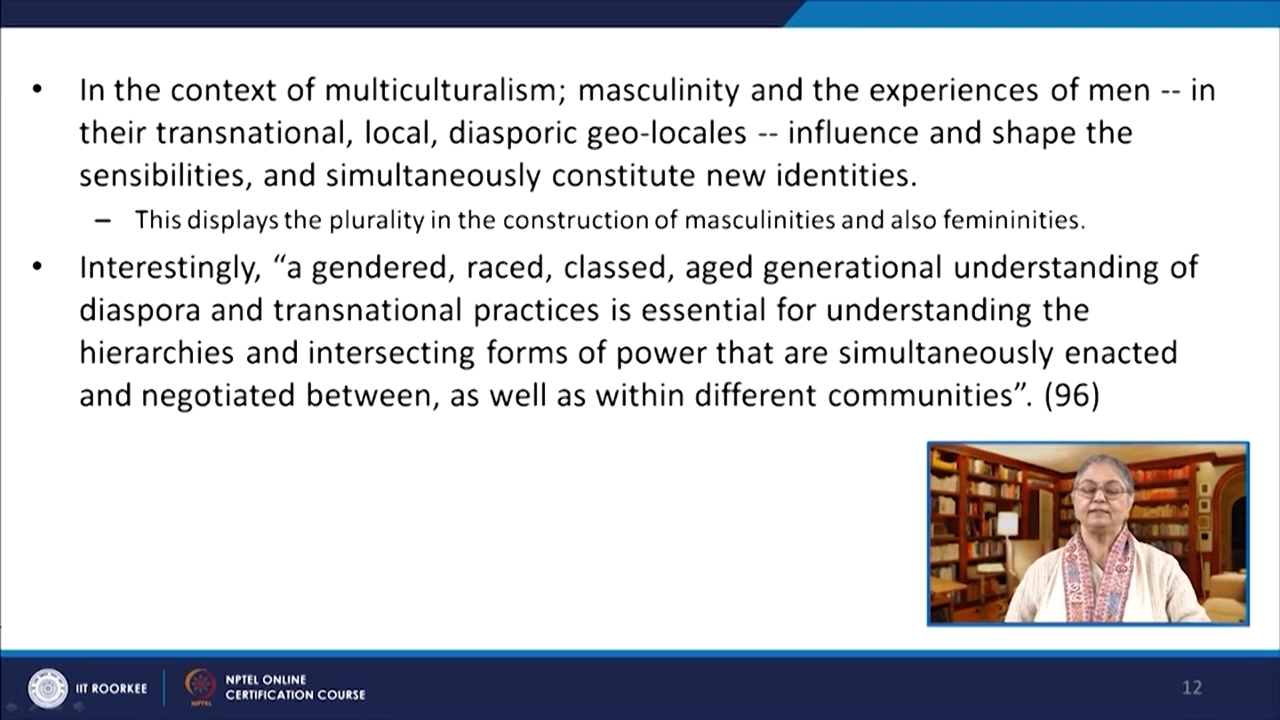 • In the context of multiculturalism; masculinity and the experiences of men -- in
their transnational, local, diasporic geo-locales -- influence and shape the
sensibilities, and simultaneously constitute new identities.
– This displays the plurality in the construction of masculinities and also femininities.
• Interestingly, “a gendered, raced, classed, aged generational understanding of
diaspora and transnational practices is essential for understanding the
hierarchies and intersecting forms of power that are simultaneously enacted
and negotiated between, as well as within different communities”. (96)
IIT ROORKEE
NPTEL
NPTEL ONLINE
CERTIFICATION COURSE
12